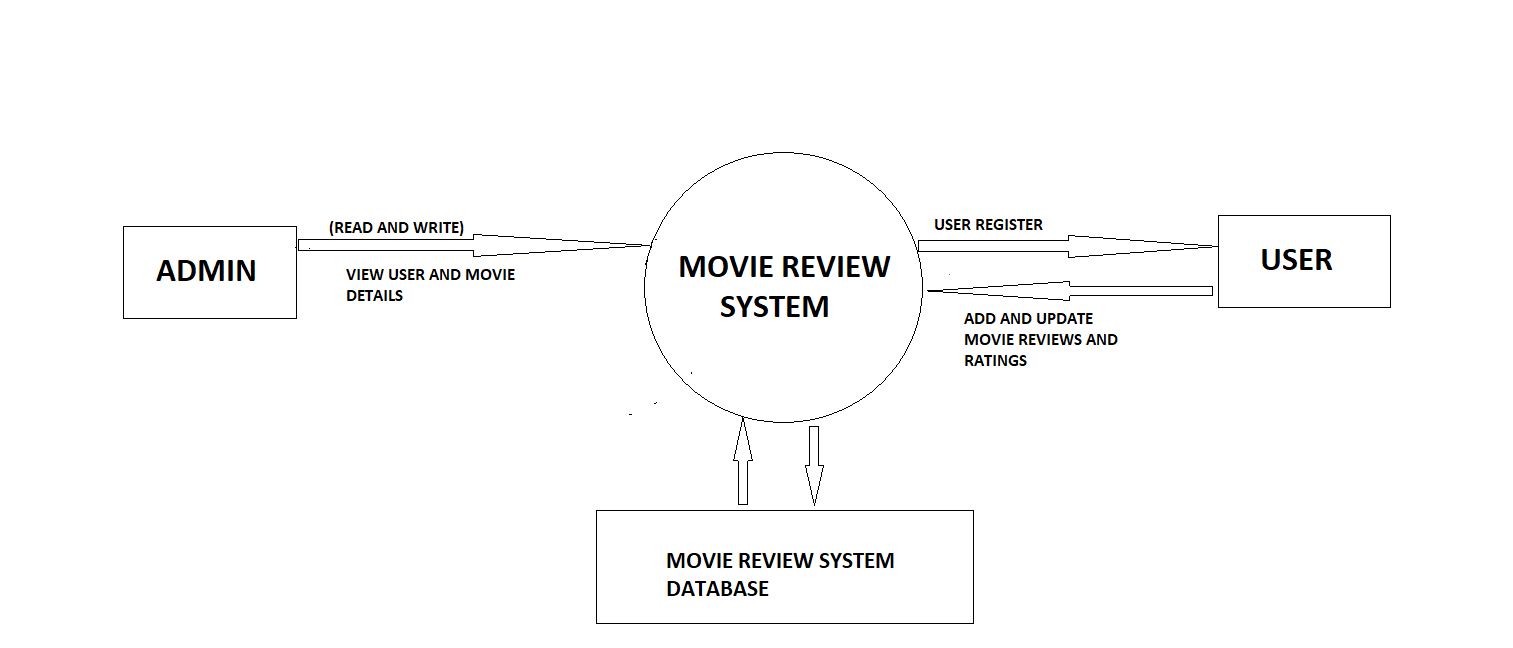 ADMIN
(READ AND WRITE)
VIEW USER AND MOVIE
DETAILS
MOVIE REVIEW
SYSTEM
USER REGISTER
ADD AND UPDATE
MOVIE REVIEWS AND
RATINGS
USER
MOVIE REVIEW SYSTEM
DATABASE